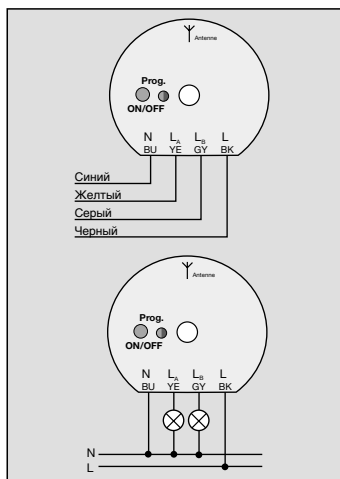 Antenne
Prog.
ON/OFF
N LA LB L
BU YE GY BK
Синий
Желтый
Серый
Черный
Antenne
Prog.
ON/OFF
N LA LB L
BU YE GY BK
N
L